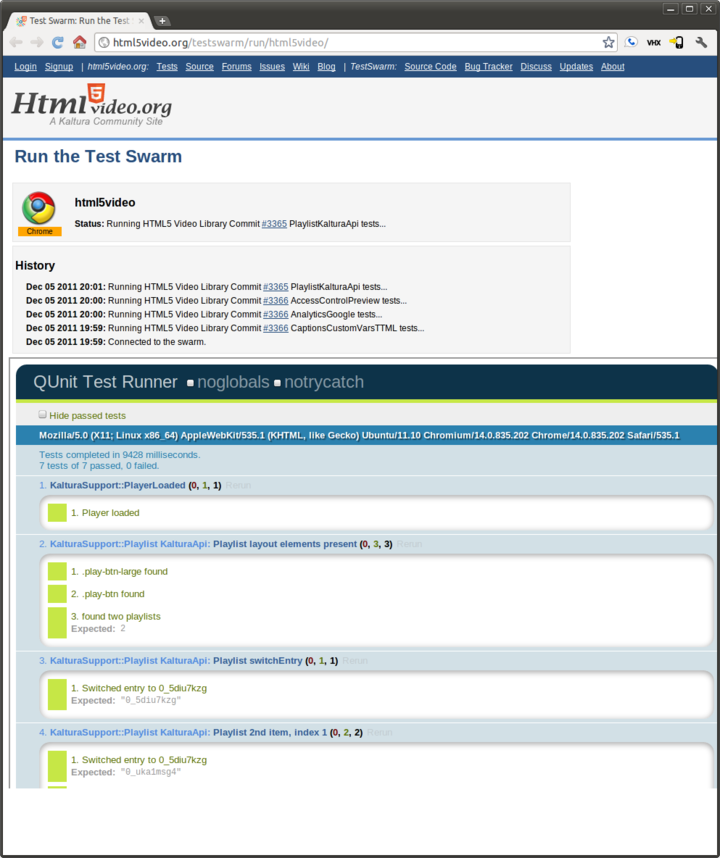 Test Swarm: Run the Test
html5video.org/testswarm/run/html5video/
VHX
Login Signup | html5video.org: Tests Source Forums Issues Wiki Blog | TestSwarm: Source Code Bug Tracker Discuss Updates About
Html5video.org
A Kaltura Community Site
Run the Test Swarm
html5video
Status: Running HTML5 Video Library Commit #3365 PlaylistKalturaApi tests...
Chrome
History
Dec 05 2011 20:01: Running HTML5 Video Library Commit #3365 PlaylistKalturaApi tests...
Dec 05 2011 20:00: Running HTML5 Video Library Commit #3366 AccessControlPreview tests...
Dec 05 2011 20:00: Running HTML5 Video Library Commit #3366 AnalyticsGoogle tests...
Dec 05 2011 19:59: Running HTML5 Video Library Commit #3366 CaptionsCustomVarsTTML tests...
Dec 05 2011 19:59: Connected to the swarm.
QUnit Test Runner noglobals notrycatch
Hide passed tests
Mozilla/5.0 (X11; Linux x86_64) AppleWebKit/535.1 (KHTML, like Gecko) Ubuntu/11.10 Chromium/14.0.835.202 Chrome/14.0.835.202 Safari/535.1
Tests completed in 9428 milliseconds.
7 tests of 7 passed, 0 failed.
1. KalturaSupport::PlayerLoaded (0, 1, 1) Rerun
1. Player loaded
2. KalturaSupport::Playlist KalturaApi: Playlist layout elements present (0, 3, 3) Rerun
1. .play-btn-large found
2. .play-btn found
3. found two playlists
Expected: 2
3. KalturaSupport::Playlist KalturaApi: Playlist switchEntry (0, 1, 1) Rerun
1. Switched entry to 0_5diu7kzg
Expected: "0_5diu7kzg"
4. KalturaSupport::Playlist KalturaApi: Playlist 2nd item, index 1 (0, 2, 2) Rerun
1. Switched entry to 0_5diu7kzg
Expected: "0_uka1msg4"